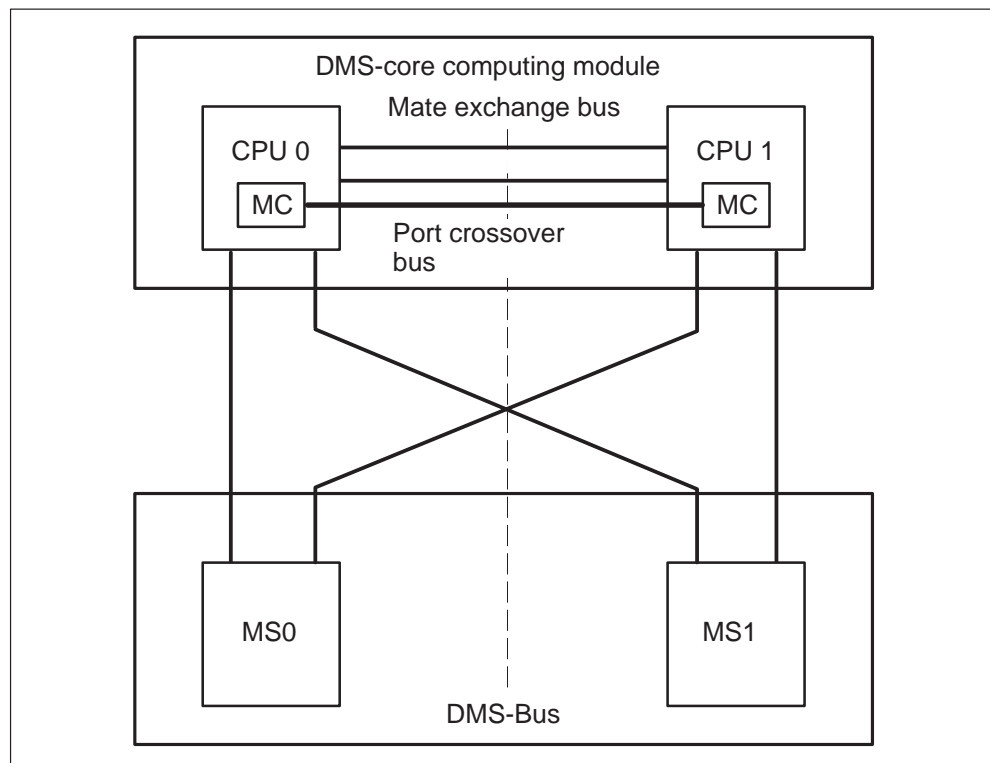 DMS-core computing module
Mate exchange bus
CPU 0
CPU 1
MC
MC
Port crossover
bus
MS0
MS1
DMS-Bus